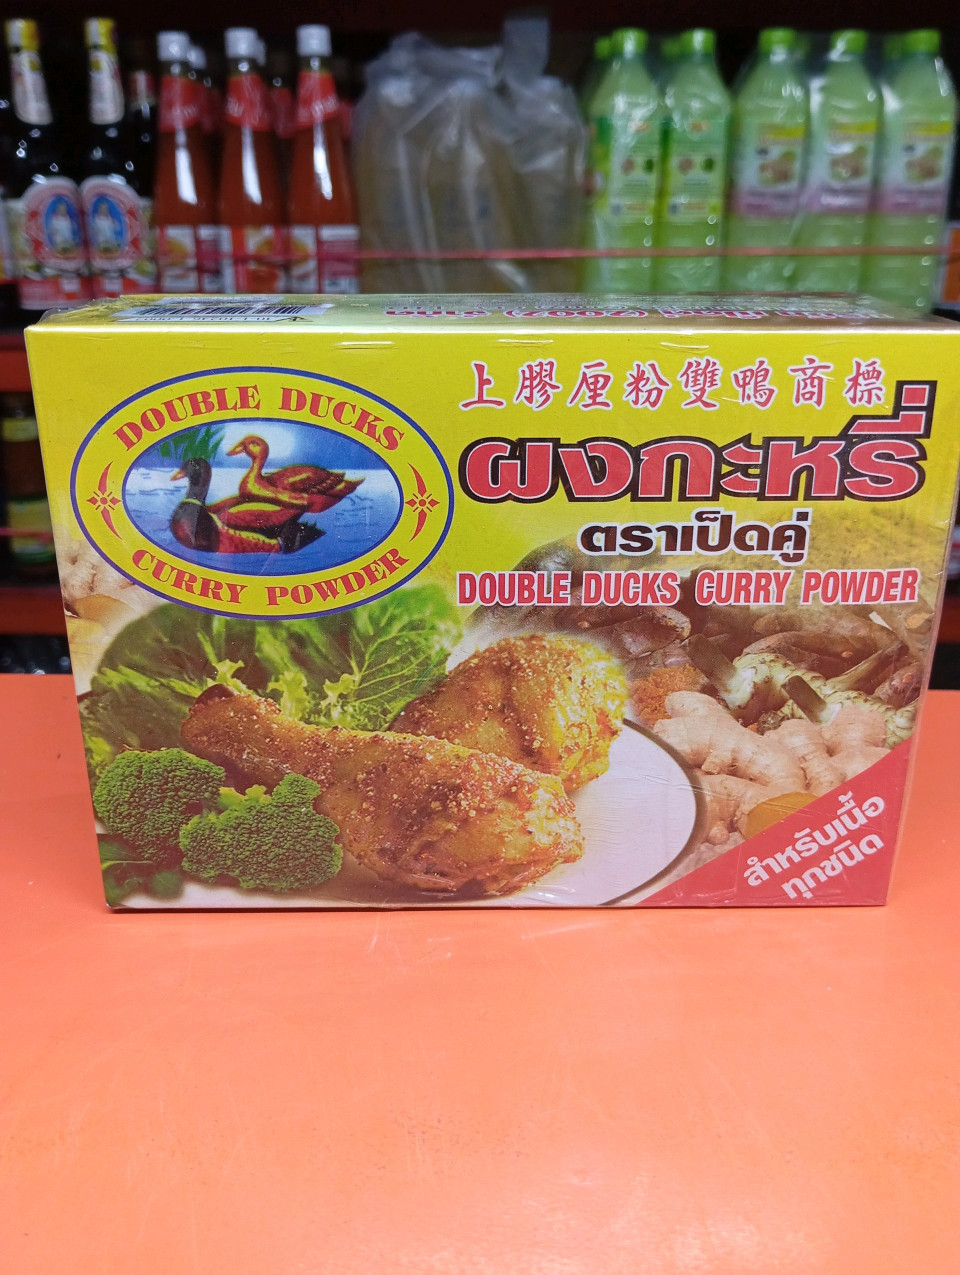 DOUBLE DUCKS
CURRY POWDER
上膠厘粉雙鴨商標
ผงกะหรี่
ตราเป็ดคู่
DOUBLE DUCKS CURRY POWDER
สำหรับเนื้อ
ทุกชนิด